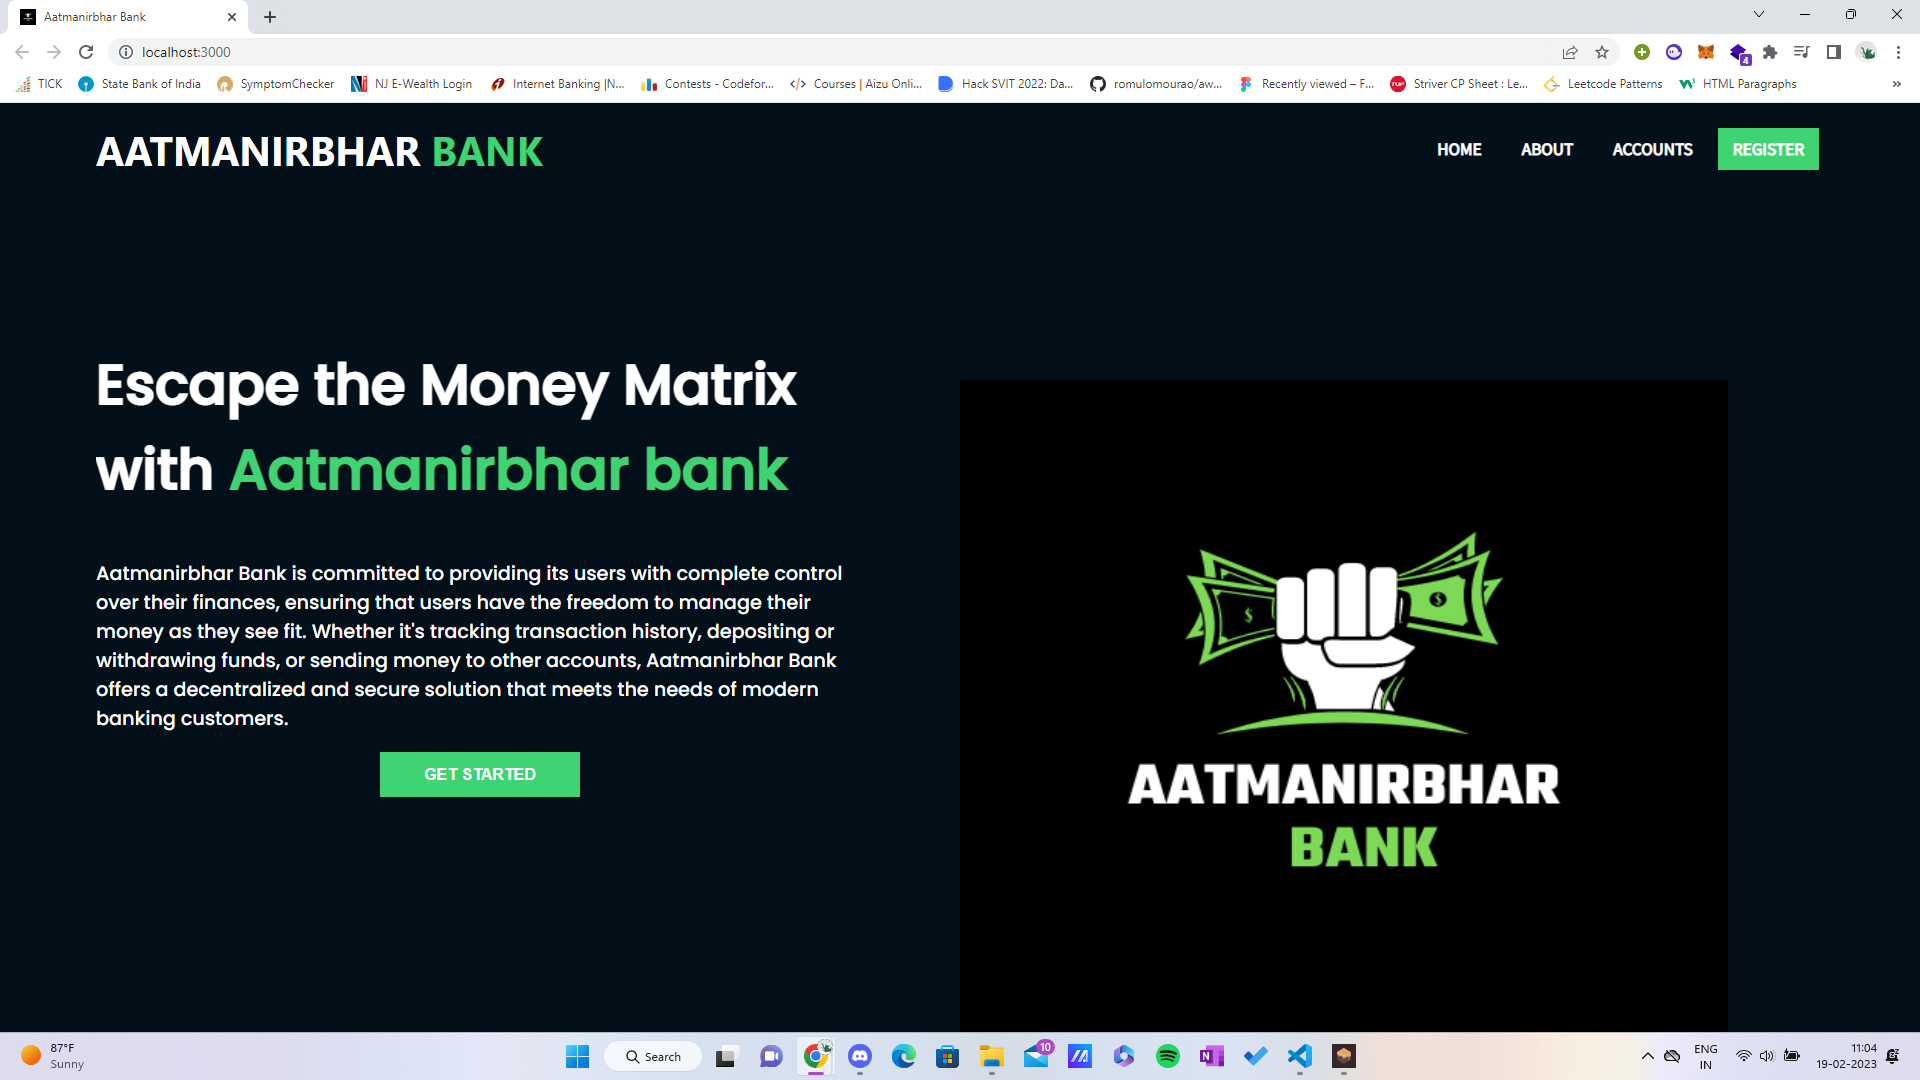 Aatmanirbhar Bank
localhost:3000
4
TICK
State Bank of India
SymptomChecker
NJ E-Wealth Login
Internet Banking |N...
Contests - Codefor...
Courses | Aizu Onli...
Hack SVIT 2022: Da...
romulomourao/aw...
Recently viewed – F...
Striver CP Sheet : Le...
Leetcode Patterns
HTML Paragraphs
»
AATMANIRBHAR BANK
HOME
ABOUT
ACCOUNTS
REGISTER
Escape the Money Matrix
with Aatmanirbhar bank
Aatmanirbhar Bank is committed to providing its users with complete control
over their finances, ensuring that users have the freedom to manage their
money as they see fit. Whether it's tracking transaction history, depositing or
withdrawing funds, or sending money to other accounts, Aatmanirbhar Bank
offers a decentralized and secure solution that meets the needs of modern
banking customers.
GET STARTED
$
$
AATMANIRBHAR
BANK
87°F
Sunny
Search
10
ENG
IN
11:04
19-02-2023